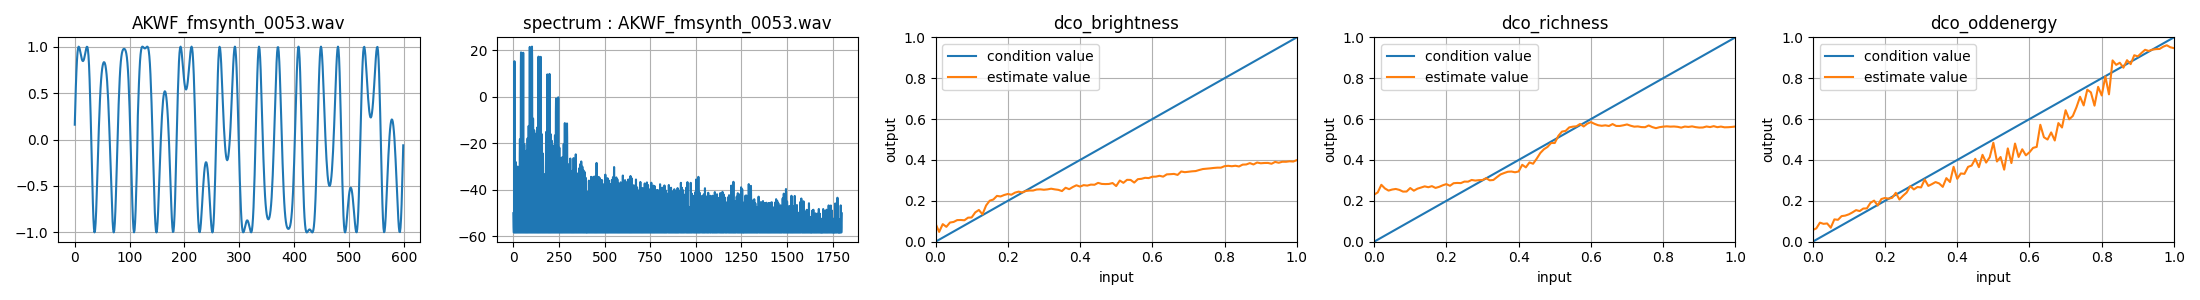 AKWF_fmsynth_0053.wav
1.0
0.5
0.0
−0.5
−1.0
0 100 200 300 400 500 600
spectrum : AKWF_fmsynth_0053.wav
20
0
−20
−40
−60
0 250 500 750 1000 1250 1500 1750
dco_brightness
condition value
estimate value
output
1.0
0.8
0.6
0.4
0.2
0.0
0.0 0.2 0.4 0.6 0.8 1.0
input
dco_richness
condition value
estimate value
output
1.0
0.8
0.6
0.4
0.2
0.0
0.0 0.2 0.4 0.6 0.8 1.0
input
dco_oddenergy
condition value
estimate value
output
1.0
0.8
0.6
0.4
0.2
0.0
0.0 0.2 0.4 0.6 0.8 1.0
input